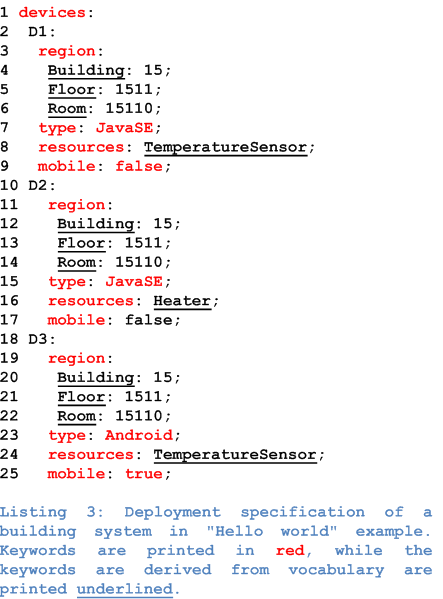 1 devices:
2 D1:
3 region:
4 Building: 15;
5 Floor: 1511;
6 Room: 15110;
7 type: JavaSE;
8 resources: TemperatureSensor;
9 mobile: false;
10 D2:
11 region:
12 Building: 15;
13 Floor: 1511;
14 Room: 15110;
15 type: JavaSE;
16 resources: Heater;
17 mobile: false;
18 D3:
19 region:
20 Building: 15;
21 Floor: 1511;
22 Room: 15110;
23 type: Android;
24 resources: TemperatureSensor;
25 mobile: true;
Listing 3: Deployment specification of a
building system in "Hello world" example.
Keywords are printed in red, while the
keywords are derived from vocabulary are
printed underlined.